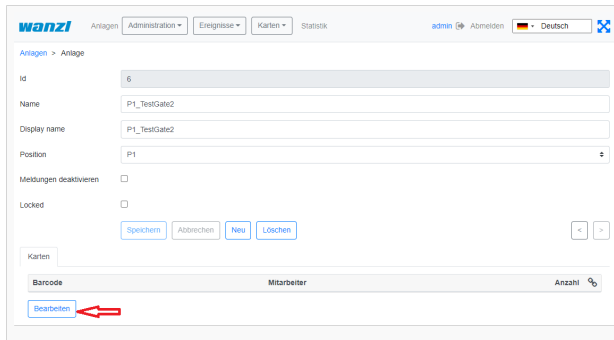 wanzl Anlagen Administration Ereignisse Karten Statistik admin Abmelden Deutsch
Anlagen > Anlage
Id 6
Name P1_TestGate2
Display name P1_TestGate2
Position P1
Meldungen deaktivieren
Locked
Speichern Abbrechen Neu Löschen < >
Karten
Barcode Mitarbeiter Anzahl
Bearbeiten